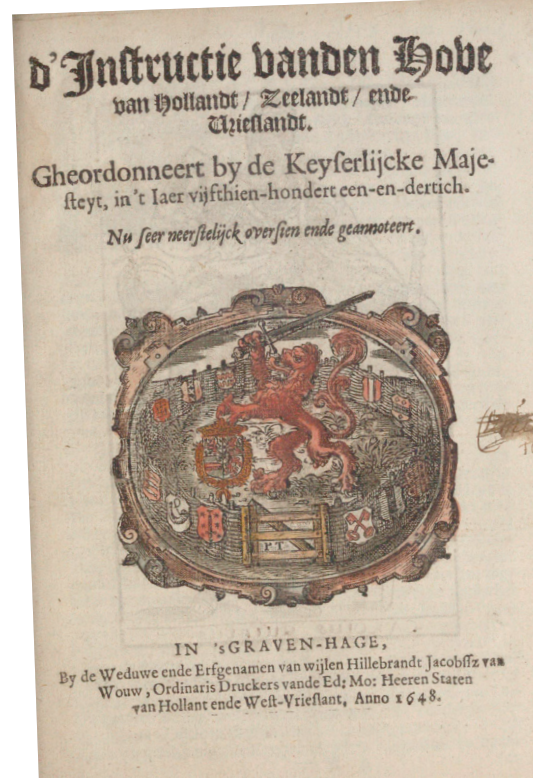 d'Instructie vanden Hove
van Hollandt / Zeelandt / ende
Vrieslandt.
Gheordonneert by de Keyserlijcke Maje-
steyt, in 't Iaer vijfthien-hondert een-en-dertich.
Nu seer neerstelijck oversien ende geannoteert.
PT
IN 'sGRAVEN-HAGE,
By de Weduwe ende Erfgenamen van wijlen Hillebrandt Jacobssz van
Wouw, Ordinaris Druckers vande Ed: Mo: Heeren Staten
van Hollant ende West-Vrieslant, Anno 1648.